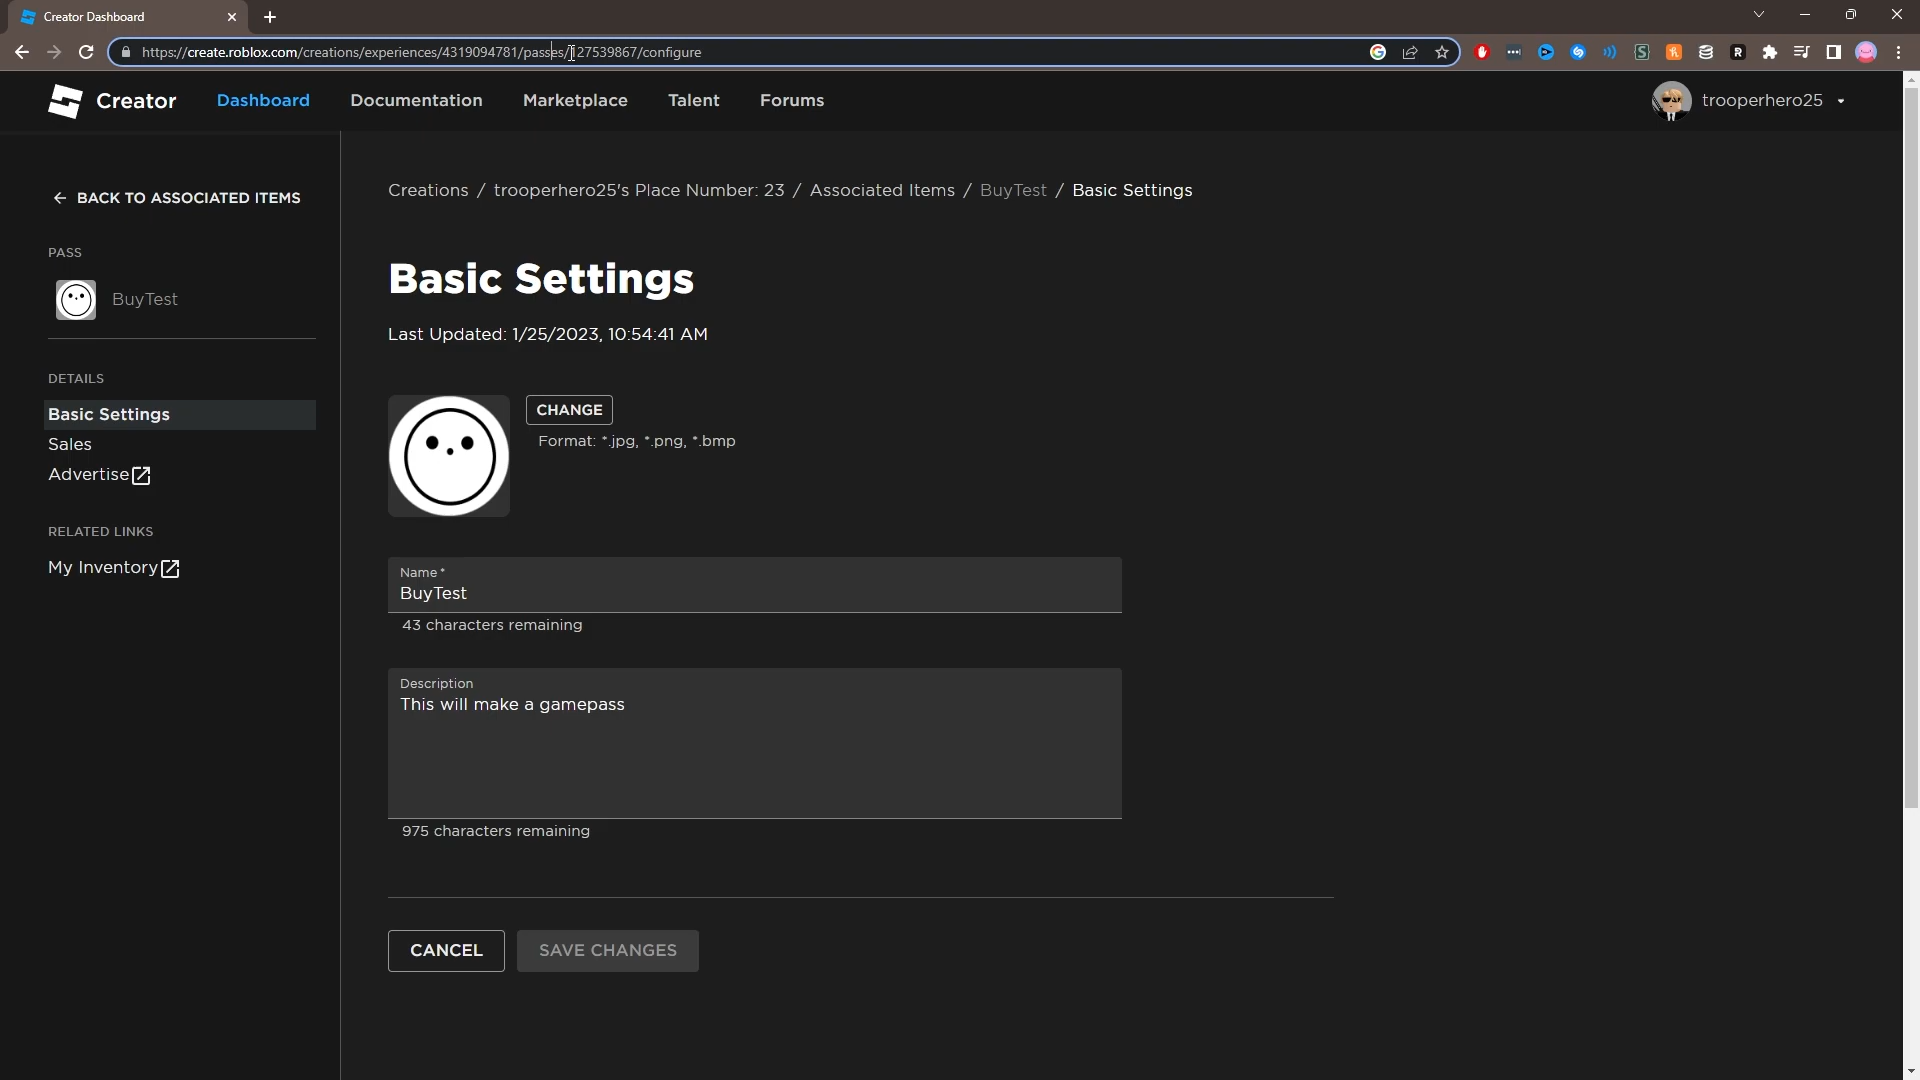 Creator Dashboard
https://create.roblox.com/creations/experiences/4319094781/passes/127539867/configure
Creator
Dashboard
Documentation
Marketplace
Talent
Forums
trooperhero25
BACK TO ASSOCIATED ITEMS
PASS
BuyTest
DETAILS
Basic Settings
Sales
Advertise
RELATED LINKS
My Inventory
Creations / trooperhero25's Place Number: 23 / Associated Items / BuyTest / Basic Settings
Basic Settings
Last Updated: 1/25/2023, 10:54:41 AM
CHANGE
Format: *.jpg, *.png, *.bmp
Name*
BuyTest
43 characters remaining
Description
This will make a gamepass
975 characters remaining
CANCEL
SAVE CHANGES